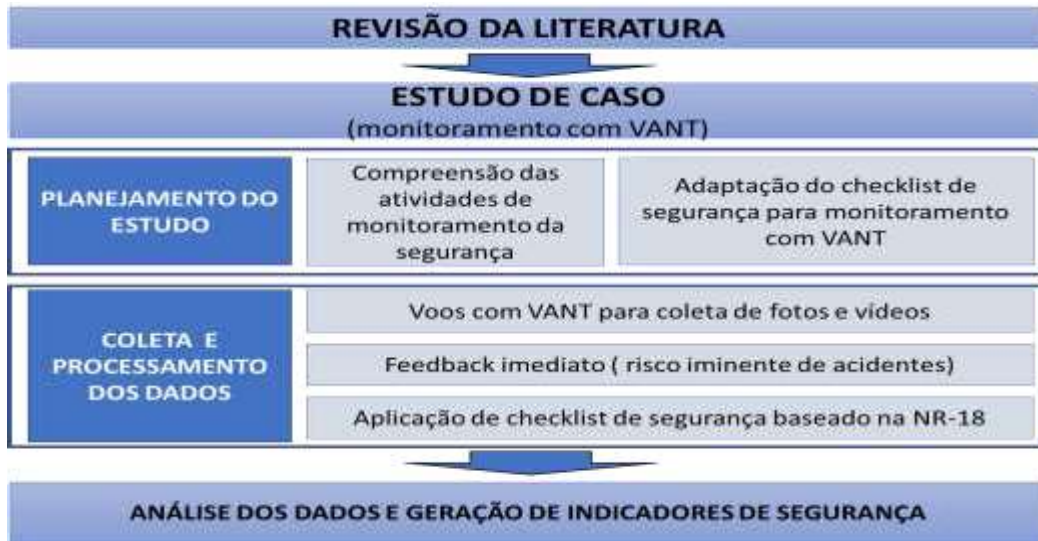 REVISÃO DA LITERATURA
ESTUDO DE CASO
(monitoramento com VANT)
PLANEJAMENTO DO
ESTUDO
Compreensão das
atividades de
monitoramento da
segurança
Adaptação do checklist de
segurança para monitoramento
com VANT
COLETA E
PROCESSAMENTO
DOS DADOS
Voos com VANT para coleta de fotos e vídeos
Feedback imediato ( risco iminente de acidentes)
Aplicação de checklist de segurança baseado na NR-18
ANÁLISE DOS DADOS E GERAÇÃO DE INDICADORES DE SEGURANÇA